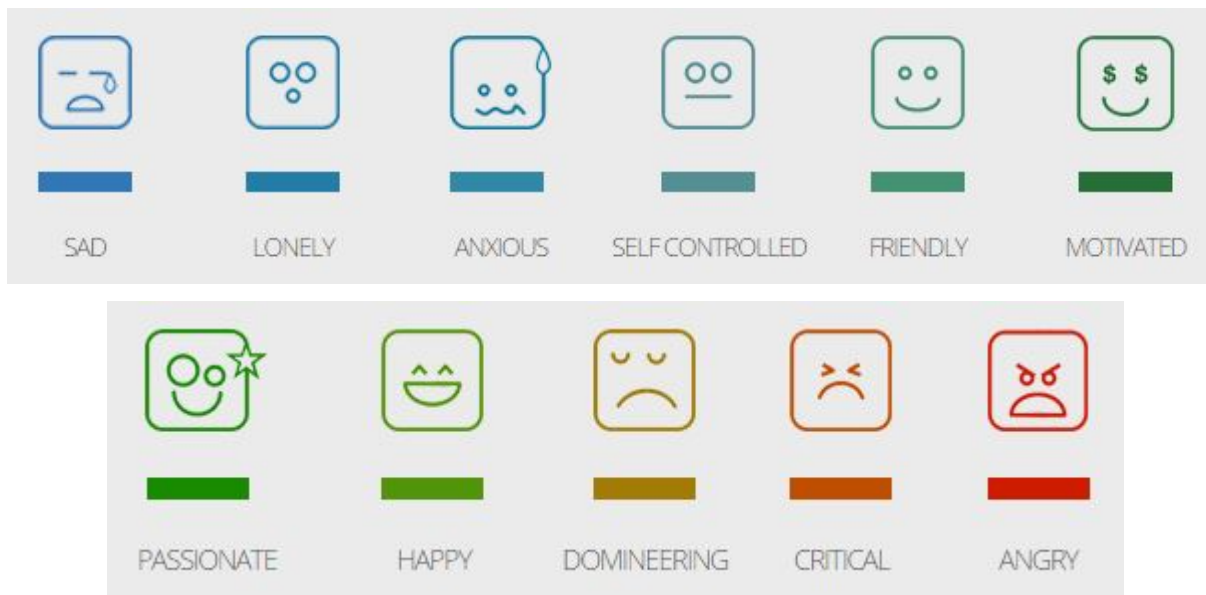 $ $
SAD LONELY ANXIOUS SELF CONTROLLED FRIENDLY MOTIVATED
PASSIONATE HAPPY DOMINEERING CRITICAL ANGRY